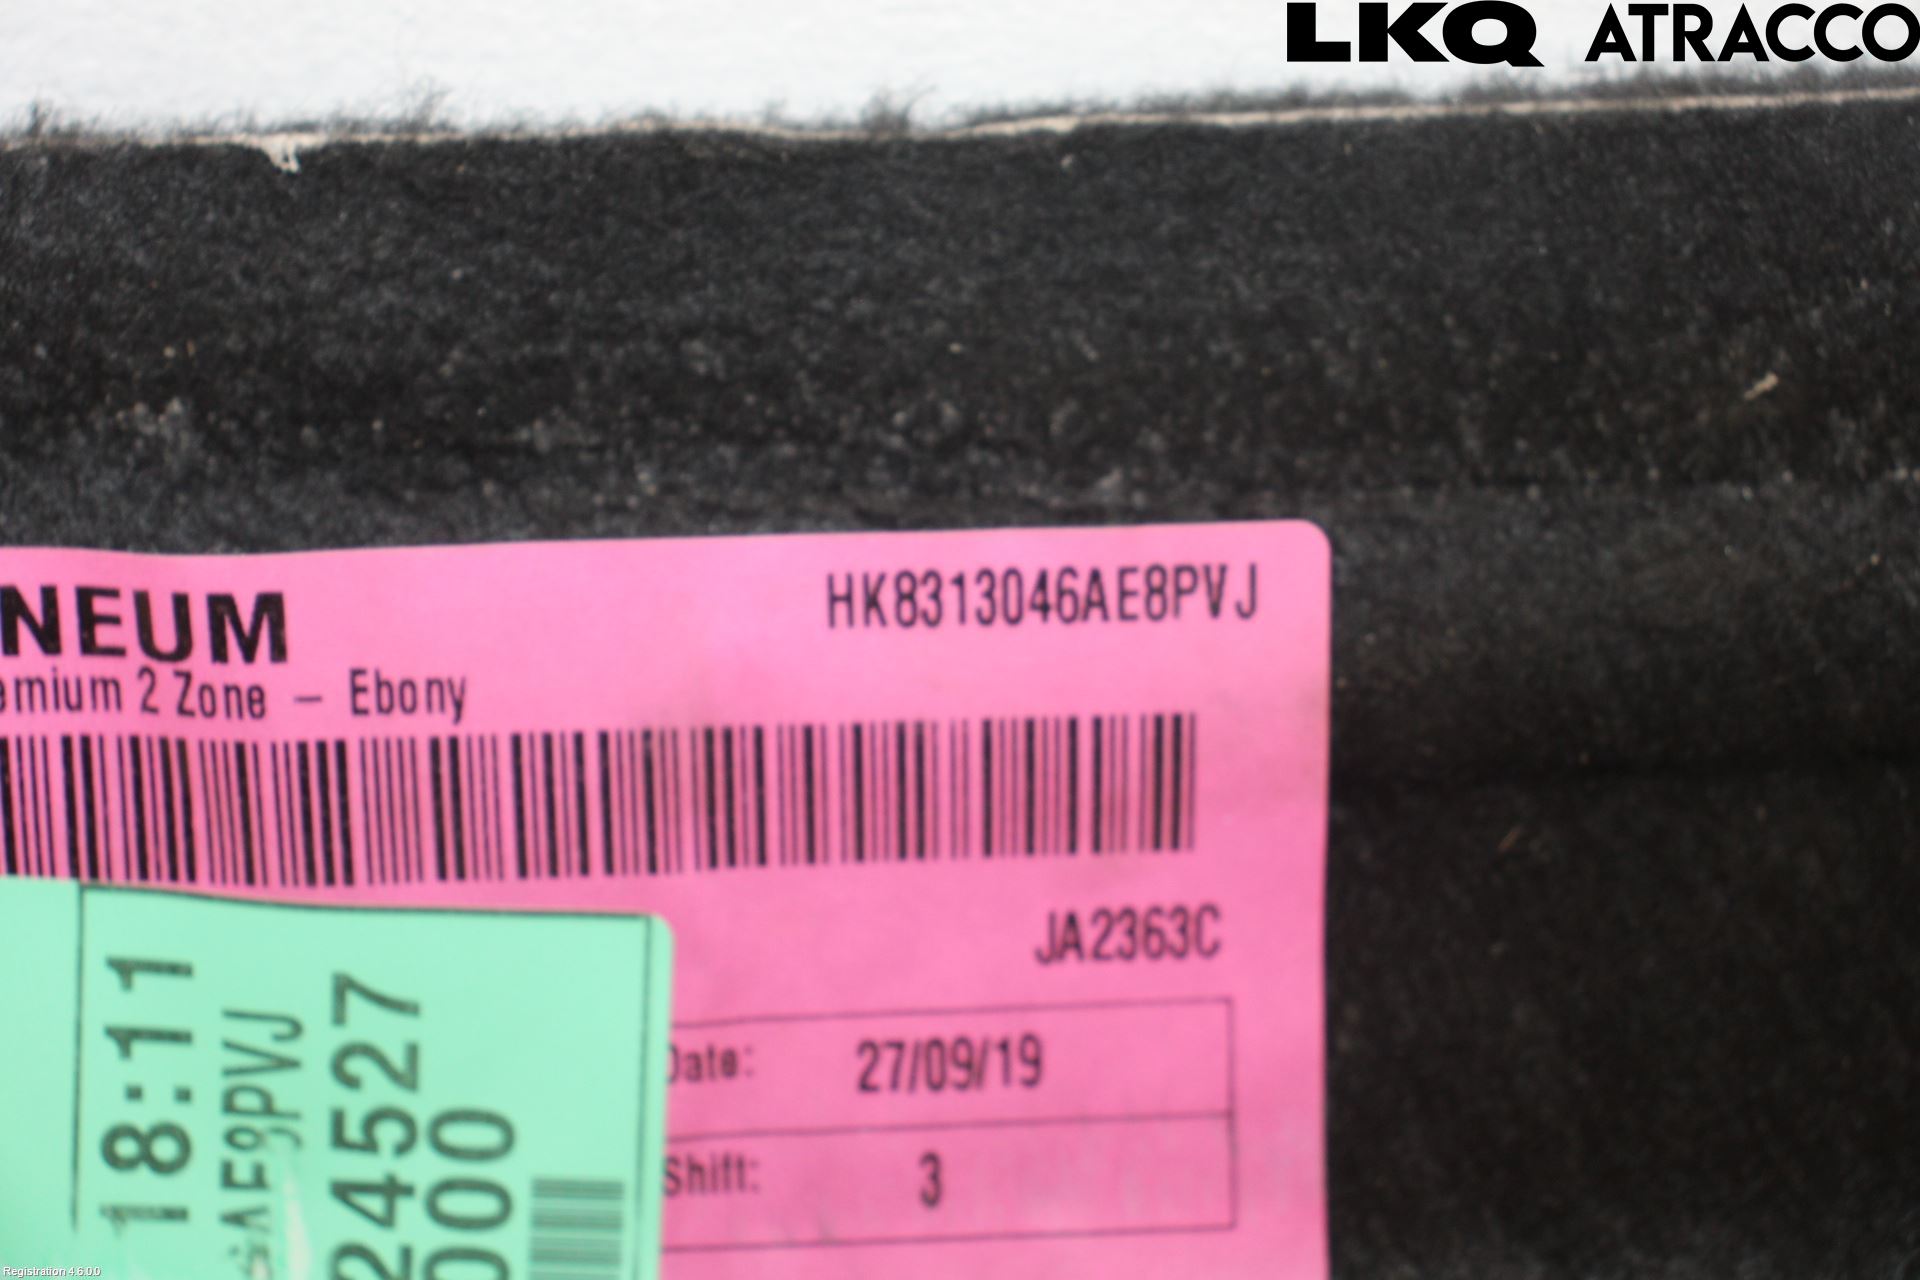 LKQ ATRACCO
NEUM
HK8313046AE8PVJ
emium 2 Zone – Ebony
JA2363C
Date: 27/09/19
Shift: 3
18:11
AE8PVJ
24527
000
Registration 4.6.0.0